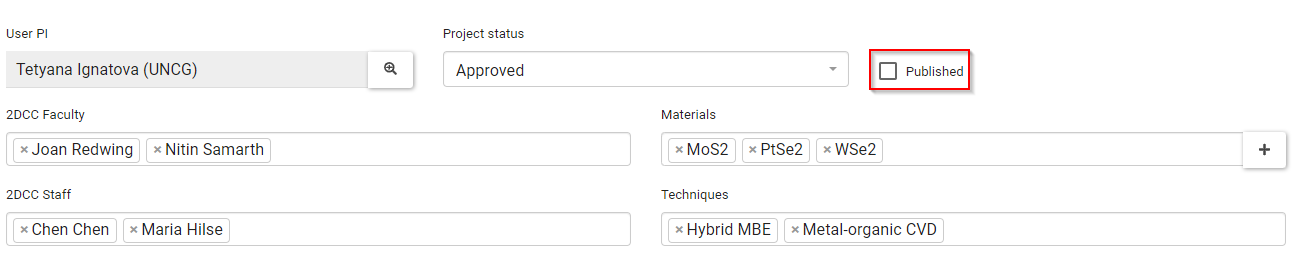 User PI
Project status
Tetyana Ignatova (UNCG)
Approved
Published
2DCC Faculty
Materials
× Joan Redwing × Nitin Samarth
× MoS2 × PtSe2 × WSe2
+
2DCC Staff
Techniques
× Chen Chen × Maria Hilse
× Hybrid MBE × Metal-organic CVD